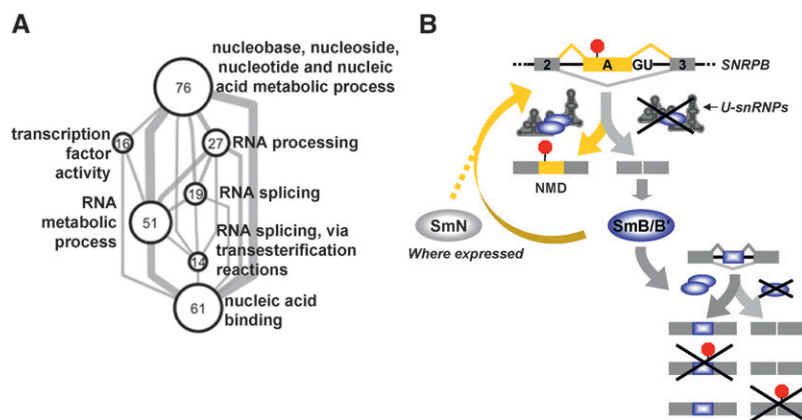 A
nucleobase, nucleoside,
nucleotide and nucleic
acid metabolic process
76
transcription
factor
activity
16
27
RNA processing
19
RNA splicing
RNA
metabolic
process
51
RNA splicing, via
transesterification
reactions
14
61
nucleic acid
binding
B
2
A
GU
3
SNRPB
U-snRNPs
NMD
SmN
Where expressed
SmB/B′